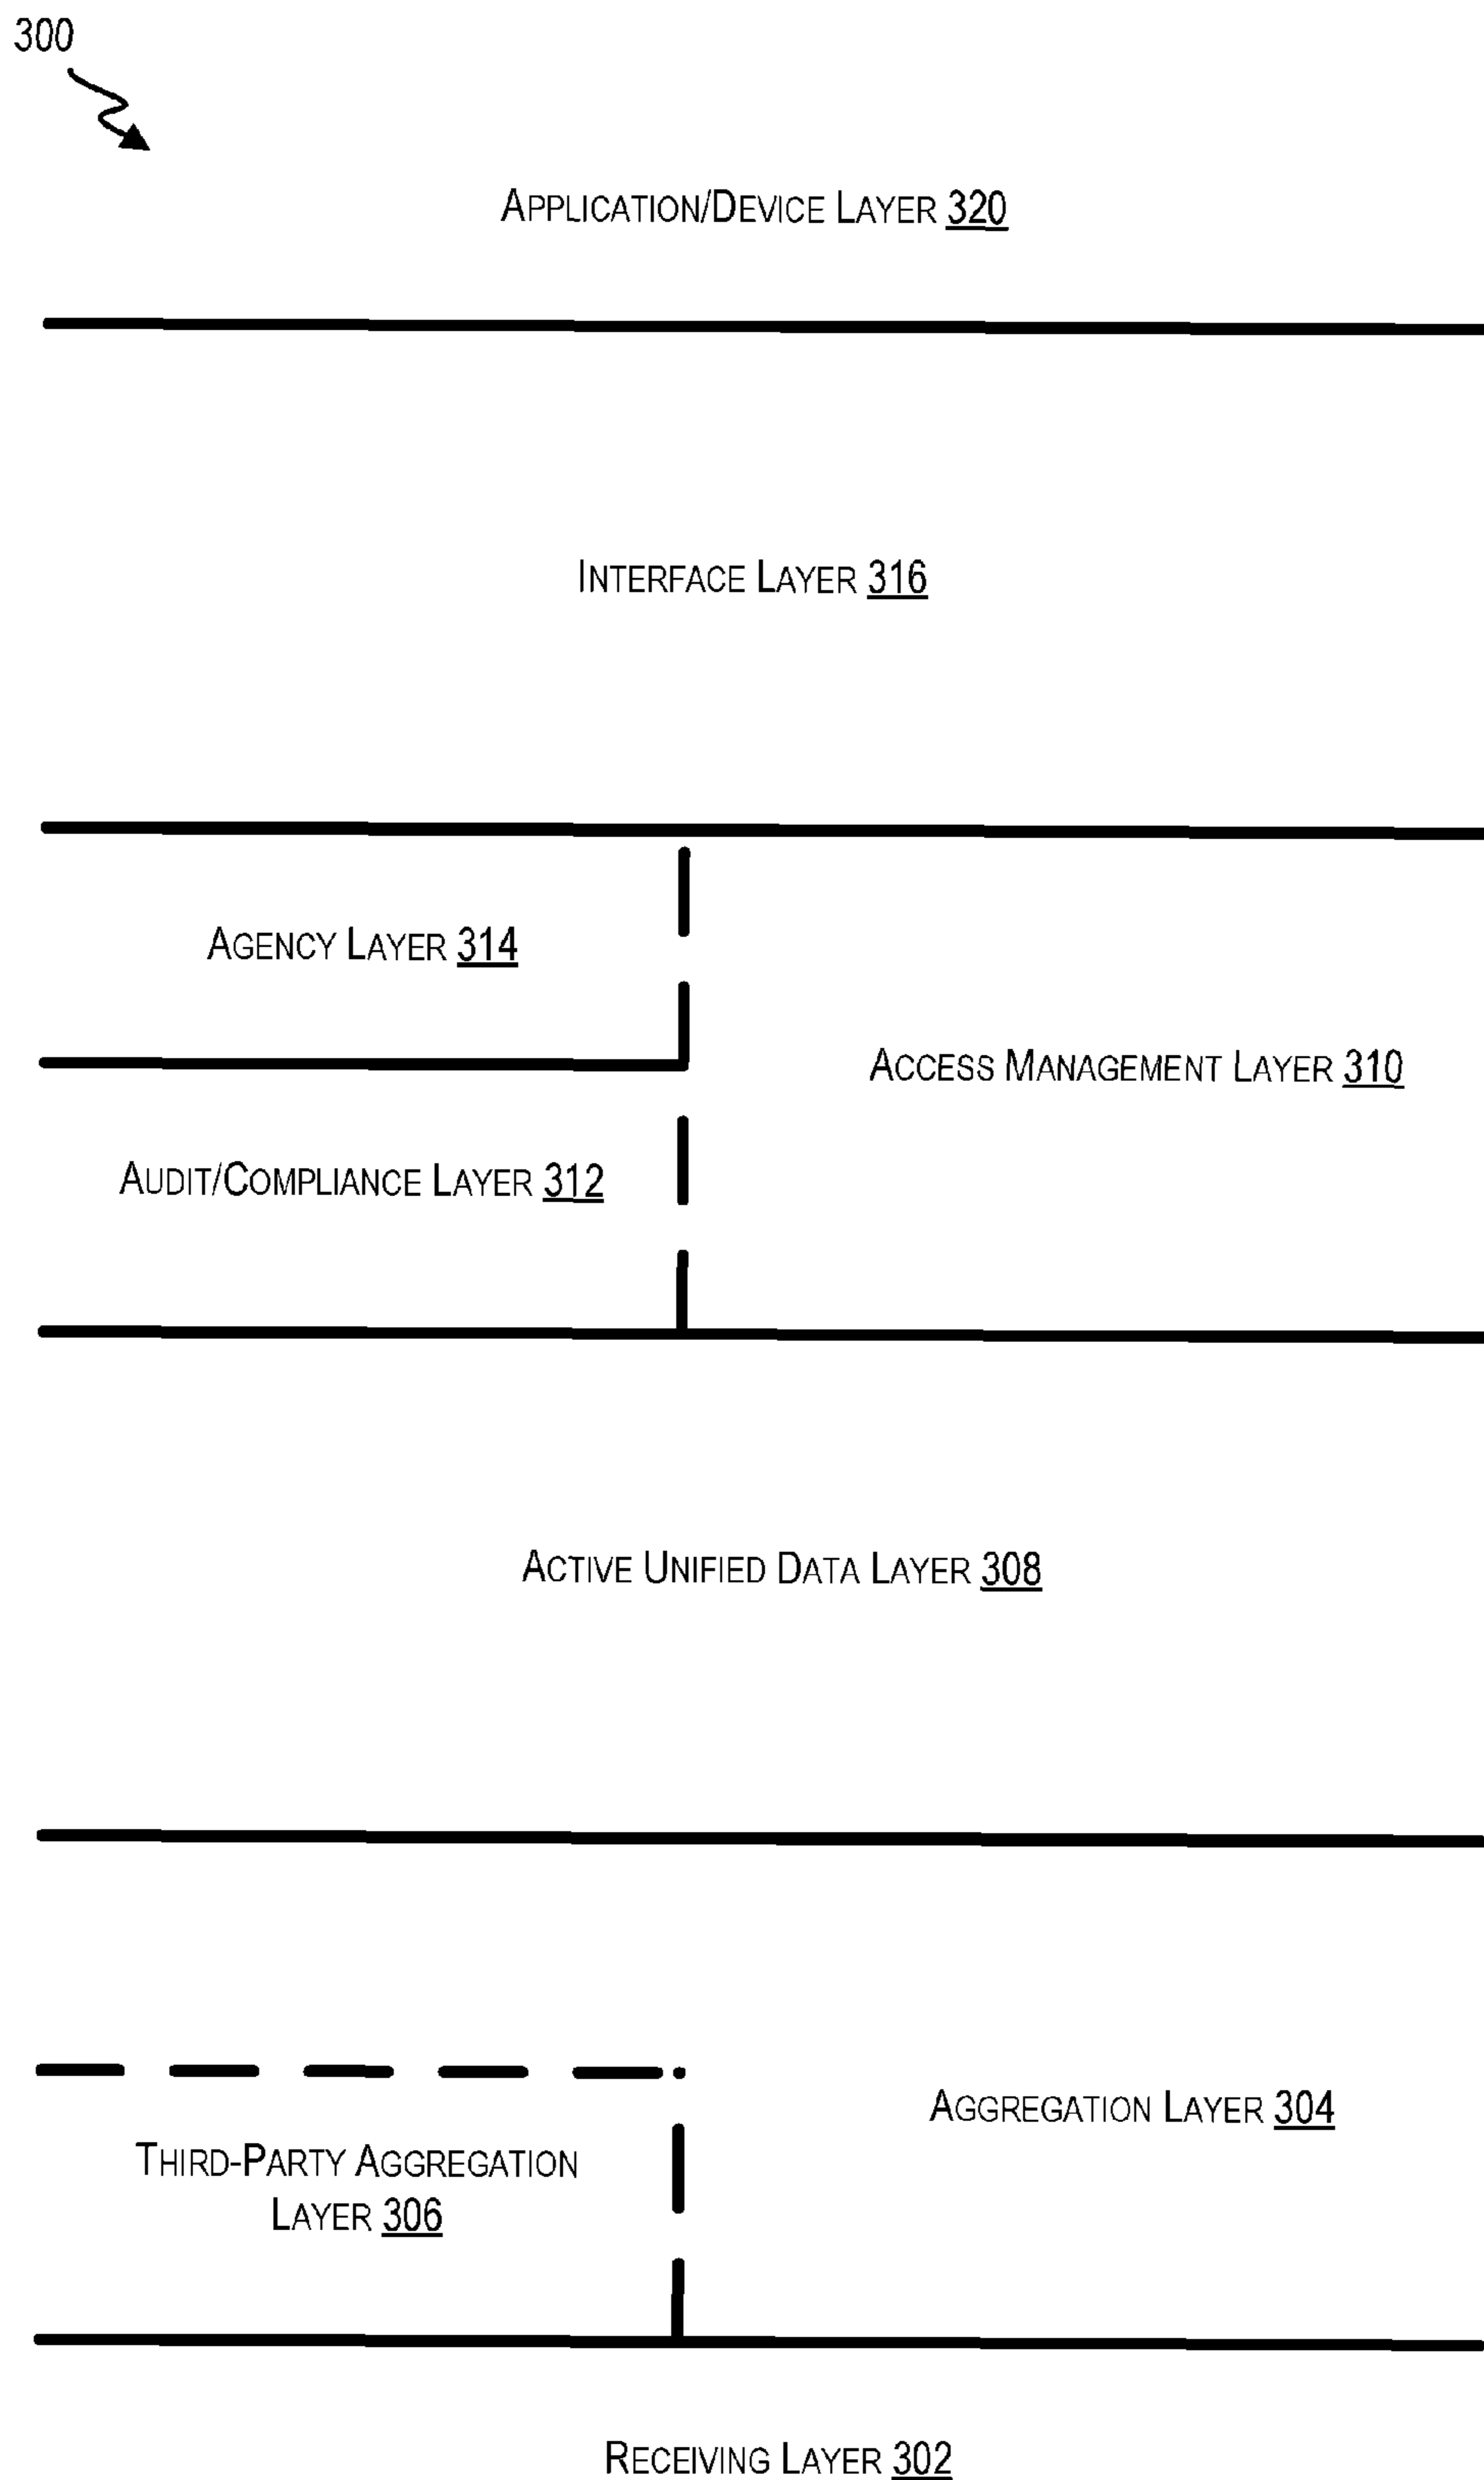 300
APPLICATION/DEVICE LAYER 320
INTERFACE LAYER 316
AGENCY LAYER 314
ACCESS MANAGEMENT LAYER 310
AUDIT/COMPLIANCE LAYER 312
ACTIVE UNIFIED DATA LAYER 308
AGGREGATION LAYER 304
THIRD-PARTY AGGREGATION
LAYER 306
RECEIVING LAYER 302